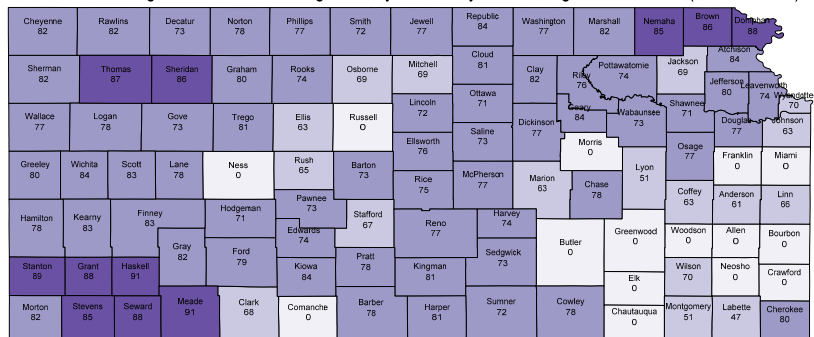 Cheyenne
82
Rawlins
82
Decatur
73
Norton
78
Phillips
77
Smith
72
Jewell
77
Republic
84
Washington
77
Marshall
82
Nemaha
85
Brown
86
Doniphan
88
Sherman
82
Thomas
87
Sheridan
86
Graham
80
Rooks
74
Osborne
69
Mitchell
69
Cloud
81
Clay
82
Riley
76
Pottawatomie
74
Jackson
69
Atchison
84
Jefferson
80
Leavenworth
74
Wyandotte
70
Wallace
77
Logan
78
Gove
73
Trego
81
Ellis
63
Russell
0
Lincoln
72
Ottawa
71
Dickinson
77
Geary
84
Wabaunsee
73
Shawnee
71
Douglas
77
Johnson
63
Greeley
80
Wichita
84
Scott
83
Lane
78
Ness
0
Rush
65
Barton
73
Ellsworth
76
Saline
73
Morris
0
Osage
77
Franklin
0
Miami
0
Rice
75
McPherson
77
Marion
63
Chase
78
Lyon
51
Coffey
63
Anderson
61
Linn
66
Hamilton
78
Kearny
83
Finney
83
Hodgeman
71
Pawnee
73
Stafford
67
Edwards
74
Reno
77
Harvey
74
Butler
0
Greenwood
0
Woodson
0
Allen
0
Bourbon
0
Gray
82
Ford
79
Kiowa
84
Pratt
78
Kingman
81
Sedgwick
73
Elk
0
Wilson
70
Neosho
0
Crawford
0
Stanton
89
Grant
88
Haskell
91
Morton
82
Stevens
85
Seward
88
Meade
91
Clark
68
Comanche
0
Barber
78
Harper
81
Sumner
72
Cowley
78
Chautauqua
0
Montgomery
51
Labette
47
Cherokee
80